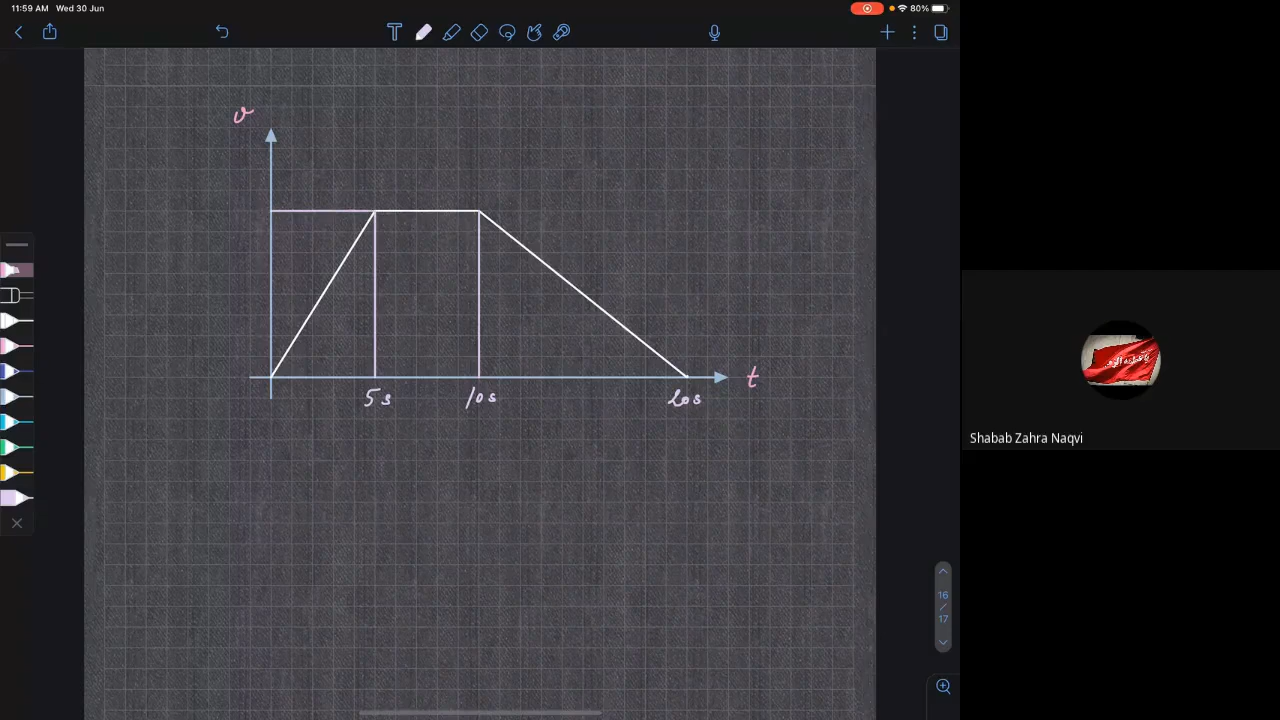 11:59 AM Wed 30 Jun
80%
v
t
5s 10s 20s
16
/
17
Shabab Zahra Naqvi